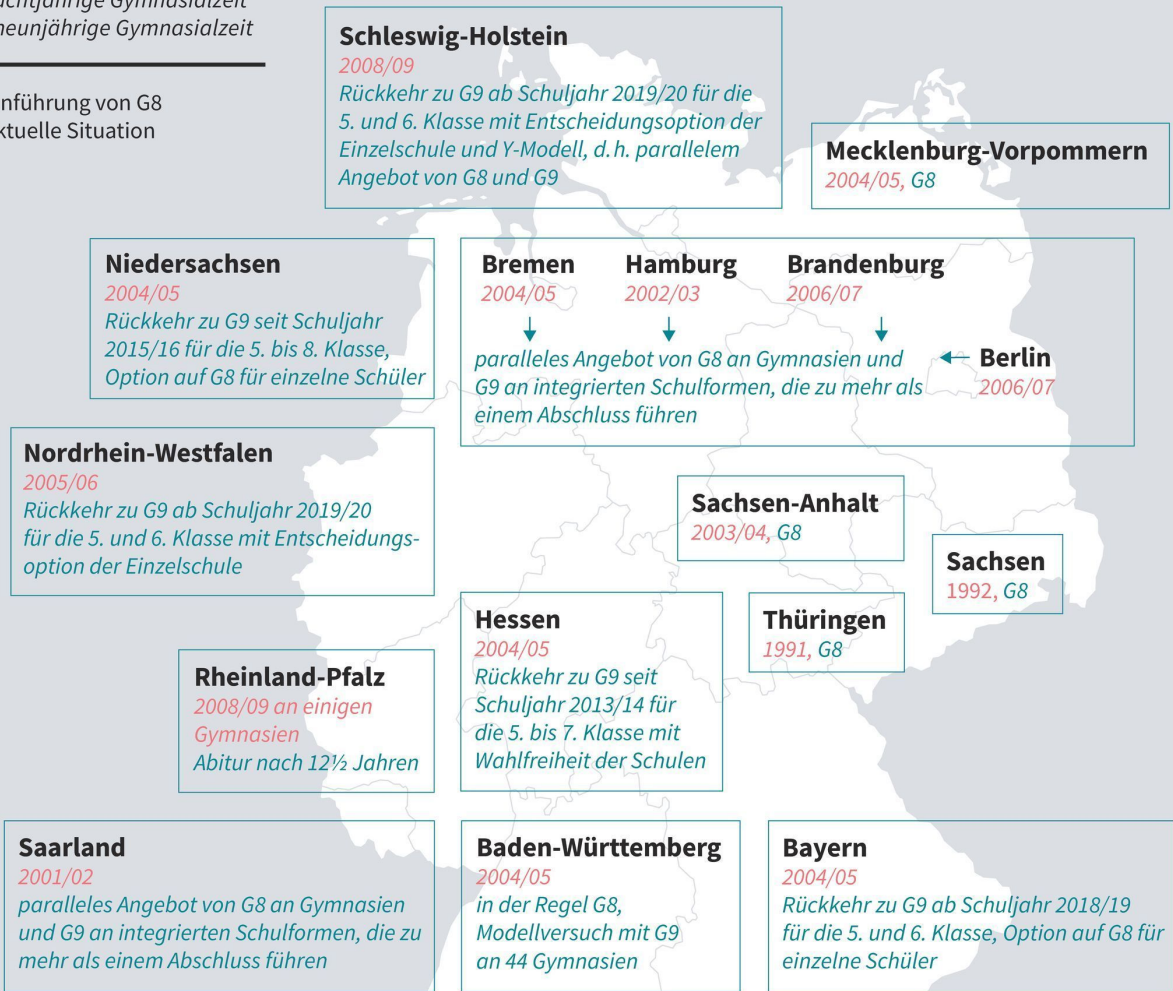 achtjährige Gymnasialzeit
neunjährige Gymnasialzeit
nführung von G8
ktuelle Situation
Schleswig-Holstein
2008/09
Rückkehr zu G9 ab Schuljahr 2019/20 für die
5. und 6. Klasse mit Entscheidungsoption der
Einzelschule und Y-Modell, d. h. parallelem
Angebot von G8 und G9
Mecklenburg-Vorpommern
2004/05, G8
Niedersachsen
2004/05
Rückkehr zu G9 seit Schuljahr
2015/16 für die 5. bis 8. Klasse,
Option auf G8 für einzelne Schüler
Bremen
2004/05
Hamburg
2002/03
Brandenburg
2006/07
paralleles Angebot von G8 an Gymnasien und
G9 an integrierten Schulformen, die zu mehr als
einem Abschluss führen
Berlin
2006/07
Nordrhein-Westfalen
2005/06
Rückkehr zu G9 ab Schuljahr 2019/20
für die 5. und 6. Klasse mit Entscheidungs-
option der Einzelschule
Sachsen-Anhalt
2003/04, G8
Sachsen
1992, G8
Hessen
2004/05
Rückkehr zu G9 seit
Schuljahr 2013/14 für
die 5. bis 7. Klasse mit
Wahlfreiheit der Schulen
Thüringen
1991, G8
Rheinland-Pfalz
2008/09 an einigen
Gymnasien
Abitur nach 12½ Jahren
Saarland
2001/02
paralleles Angebot von G8 an Gymnasien
und G9 an integrierten Schulformen, die zu
mehr als einem Abschluss führen
Baden-Württemberg
2004/05
in der Regel G8,
Modellversuch mit G9
an 44 Gymnasien
Bayern
2004/05
Rückkehr zu G9 ab Schuljahr 2018/19
für die 5. und 6. Klasse, Option auf G8 für
einzelne Schüler